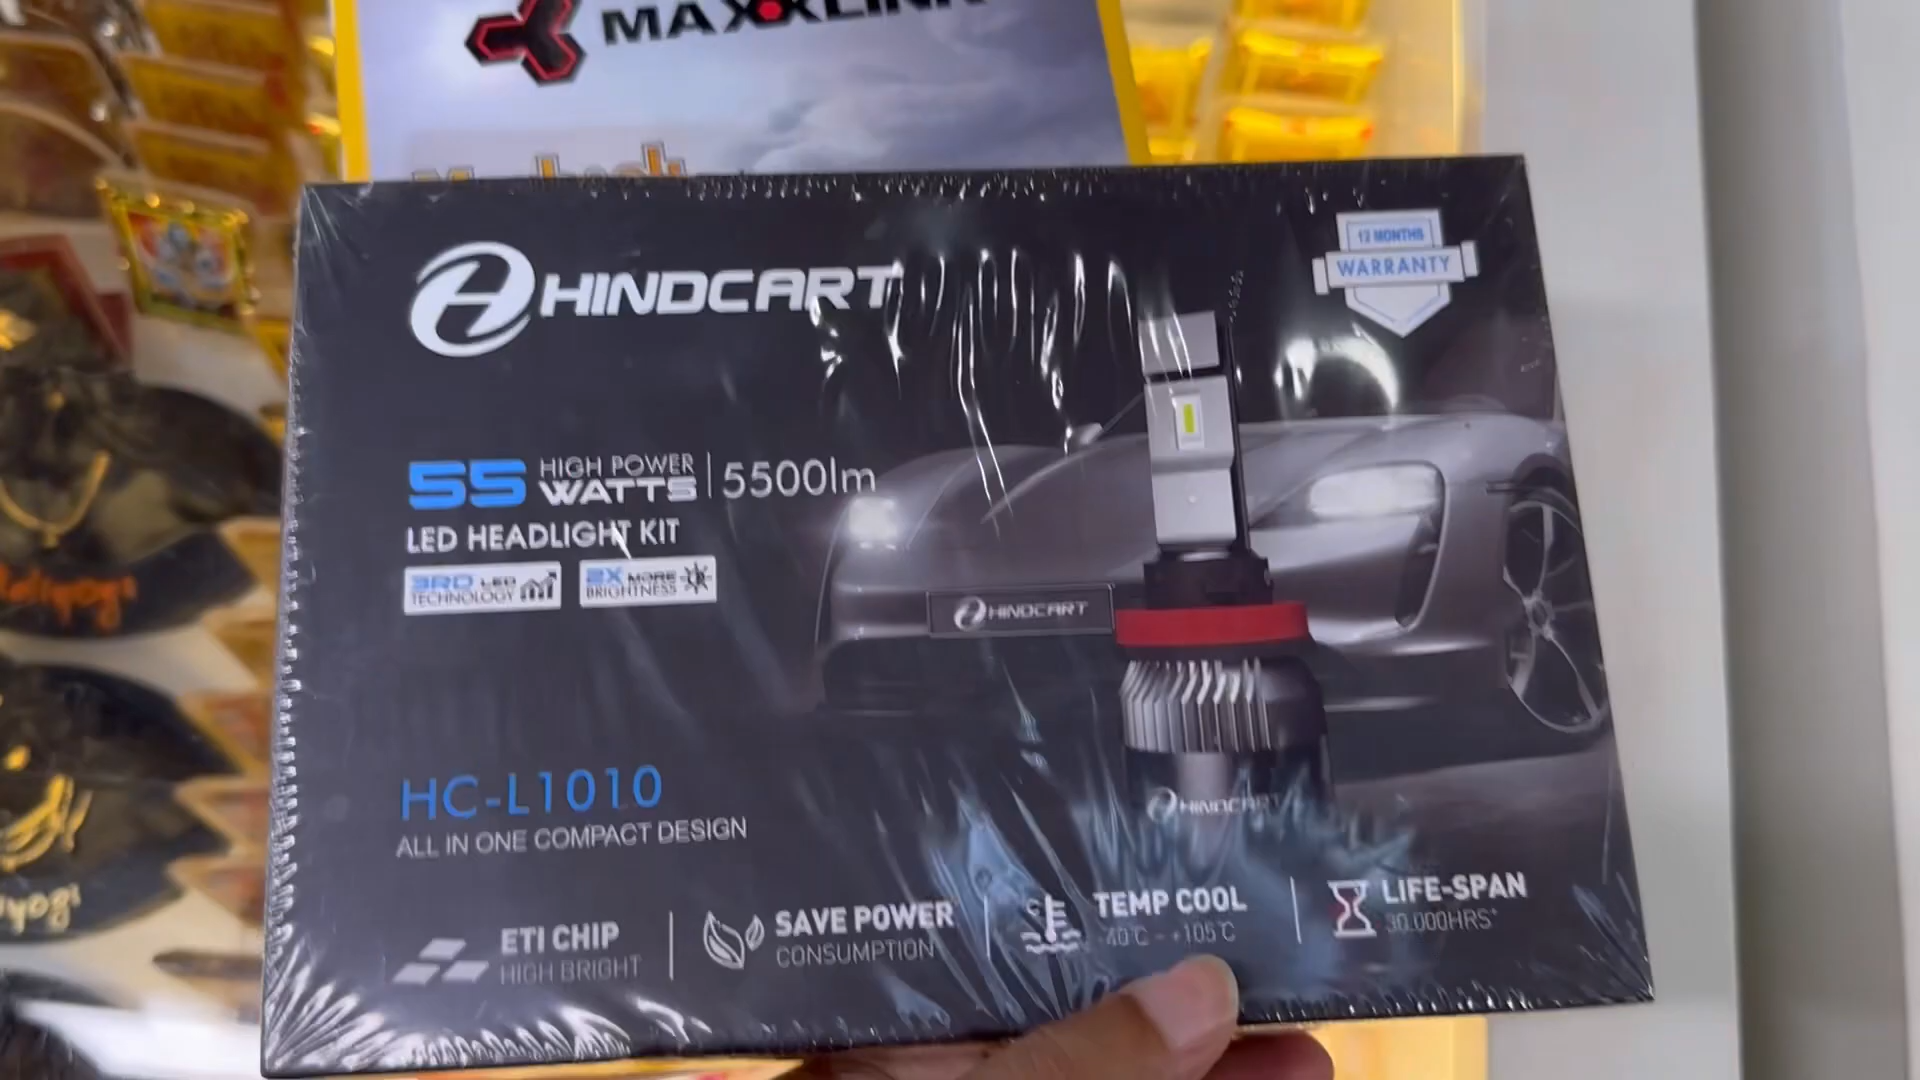 MAXXLINK
HINDCART
12 MONTHS
WARRANTY
55 HIGH POWER WATTS | 5500lm
LED HEADLIGHT KIT
3RD LED TECHNOLOGY
2X MORE BRIGHTNESS
HINDCART
HC-L1010
ALL IN ONE COMPACT DESIGN
HINDCART
ETI CHIP
HIGH BRIGHT
SAVE POWER
CONSUMPTION
TEMP COOL
-40°C - +105°C
LIFE-SPAN
30.000HRS*